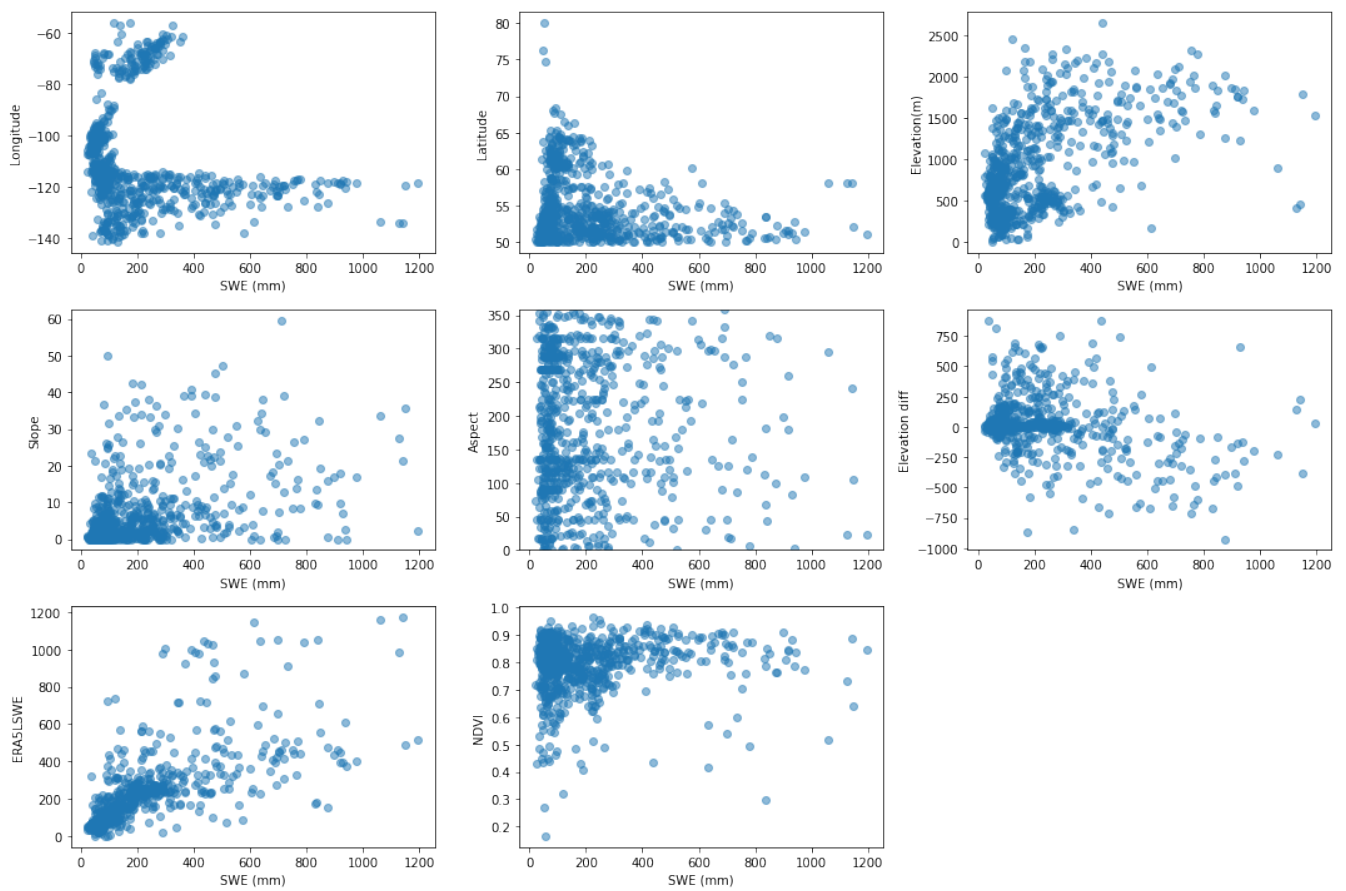 −60
−80
−100
−120
−140
Longitude
0 200 400 600 800 1000 1200
SWE (mm)
80
75
70
65
60
55
50
Latitude
0 200 400 600 800 1000 1200
SWE (mm)
2500
2000
1500
1000
500
0
Elevation(m)
0 200 400 600 800 1000 1200
SWE (mm)
60
50
40
30
20
10
0
Slope
0 200 400 600 800 1000 1200
SWE (mm)
350
300
250
200
150
100
50
0
Aspect
0 200 400 600 800 1000 1200
SWE (mm)
750
500
250
0
−250
−500
−750
−1000
Elevation diff
0 200 400 600 800 1000 1200
SWE (mm)
1200
1000
800
600
400
200
0
ERA5LSWE
0 200 400 600 800 1000 1200
SWE (mm)
1.0
0.9
0.8
0.7
0.6
0.5
0.4
0.3
0.2
NDVI
0 200 400 600 800 1000 1200
SWE (mm)